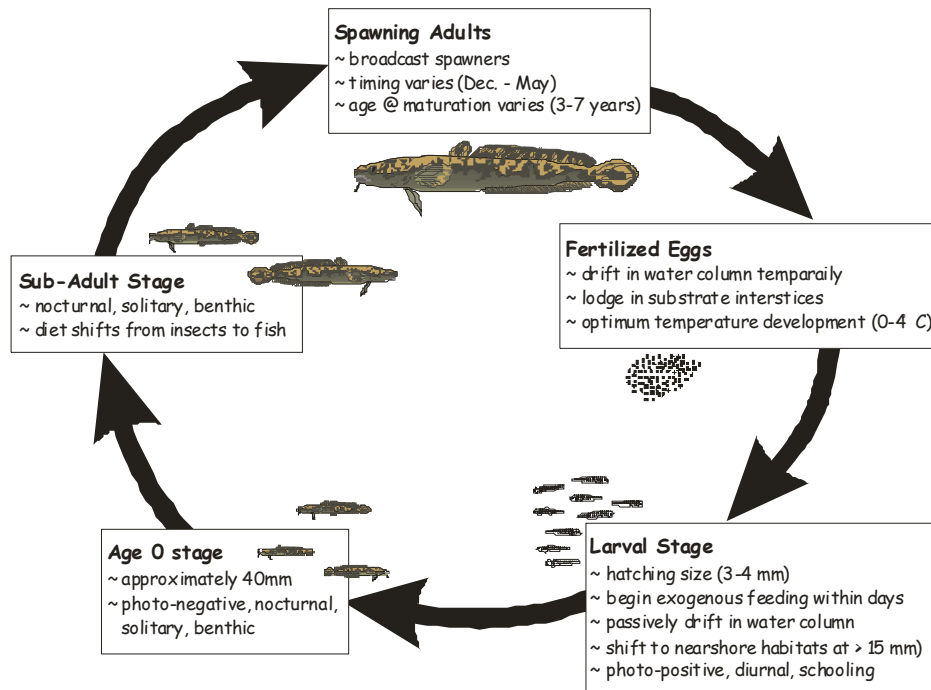 Spawning Adults
~ broadcast spawners
~ timing varies (Dec. - May)
~ age @ maturation varies (3-7 years)
Fertilized Eggs
~ drift in water column temparaily
~ lodge in substrate interstices
~ optimum temperature development (0-4 C)
Larval Stage
~ hatching size (3-4 mm)
~ begin exogenous feeding within days
~ passively drift in water column
~ shift to nearshore habitats at > 15 mm)
~ photo-positive, diurnal, schooling
Age 0 stage
~ approximately 40mm
~ photo-negative, nocturnal,
solitary, benthic
Sub-Adult Stage
~ nocturnal, solitary, benthic
~ diet shifts from insects to fish